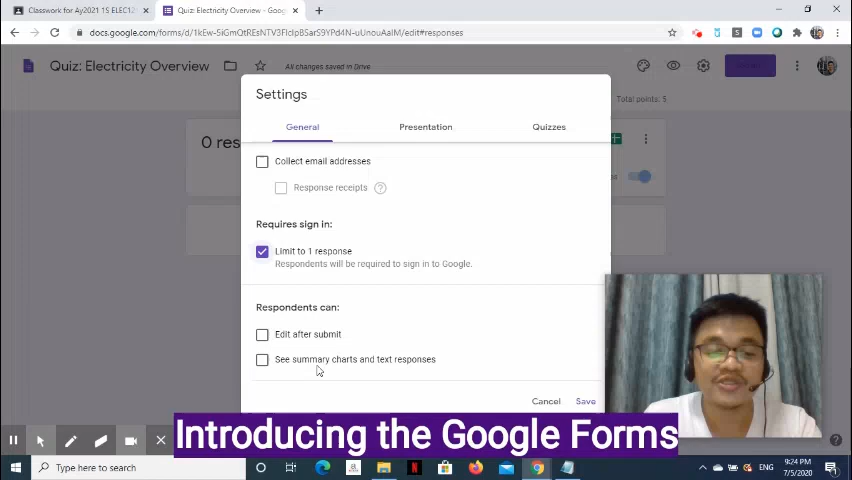 Classwork for Ay2021 1S ELEC12
Quiz: Electricity Overview - Goog
docs.google.com/forms/d/1kEw-5iGmQtREsNTV3FIclpBSarS9YPd4N-uUnouAaIM/edit#responses
Quiz: Electricity Overview
All changes saved in Drive
Total points: 5
0 res
Settings
General Presentation Quizzes
Collect email addresses
Response receipts
Requires sign in:
Limit to 1 response
Respondents will be required to sign in to Google.
Respondents can:
Edit after submit
See summary charts and text responses
Cancel Save
Introducing the Google Forms
Type here to search
ENG
9:24 PM
7/5/2020